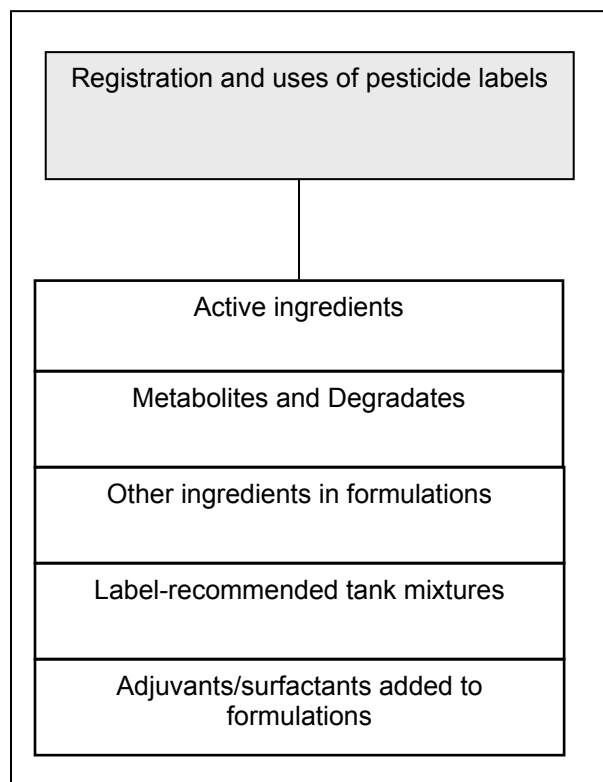 Registration and uses of pesticide labels
Active ingredients
Metabolites and Degradates
Other ingredients in formulations
Label-recommended tank mixtures
Adjuvants/surfactants added to
formulations